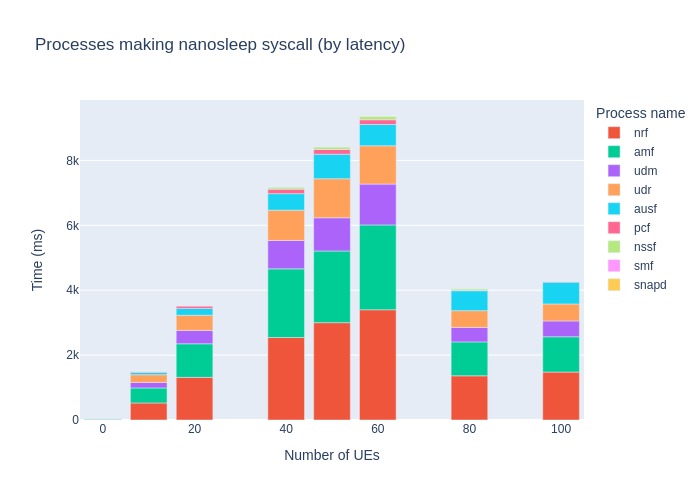 Processes making nanosleep syscall (by latency)
Process name
nrf
amf
udm
udr
ausf
pcf
nssf
smf
snapd
Time (ms)
8k
6k
4k
2k
0
0 20 40 60 80 100
Number of UEs